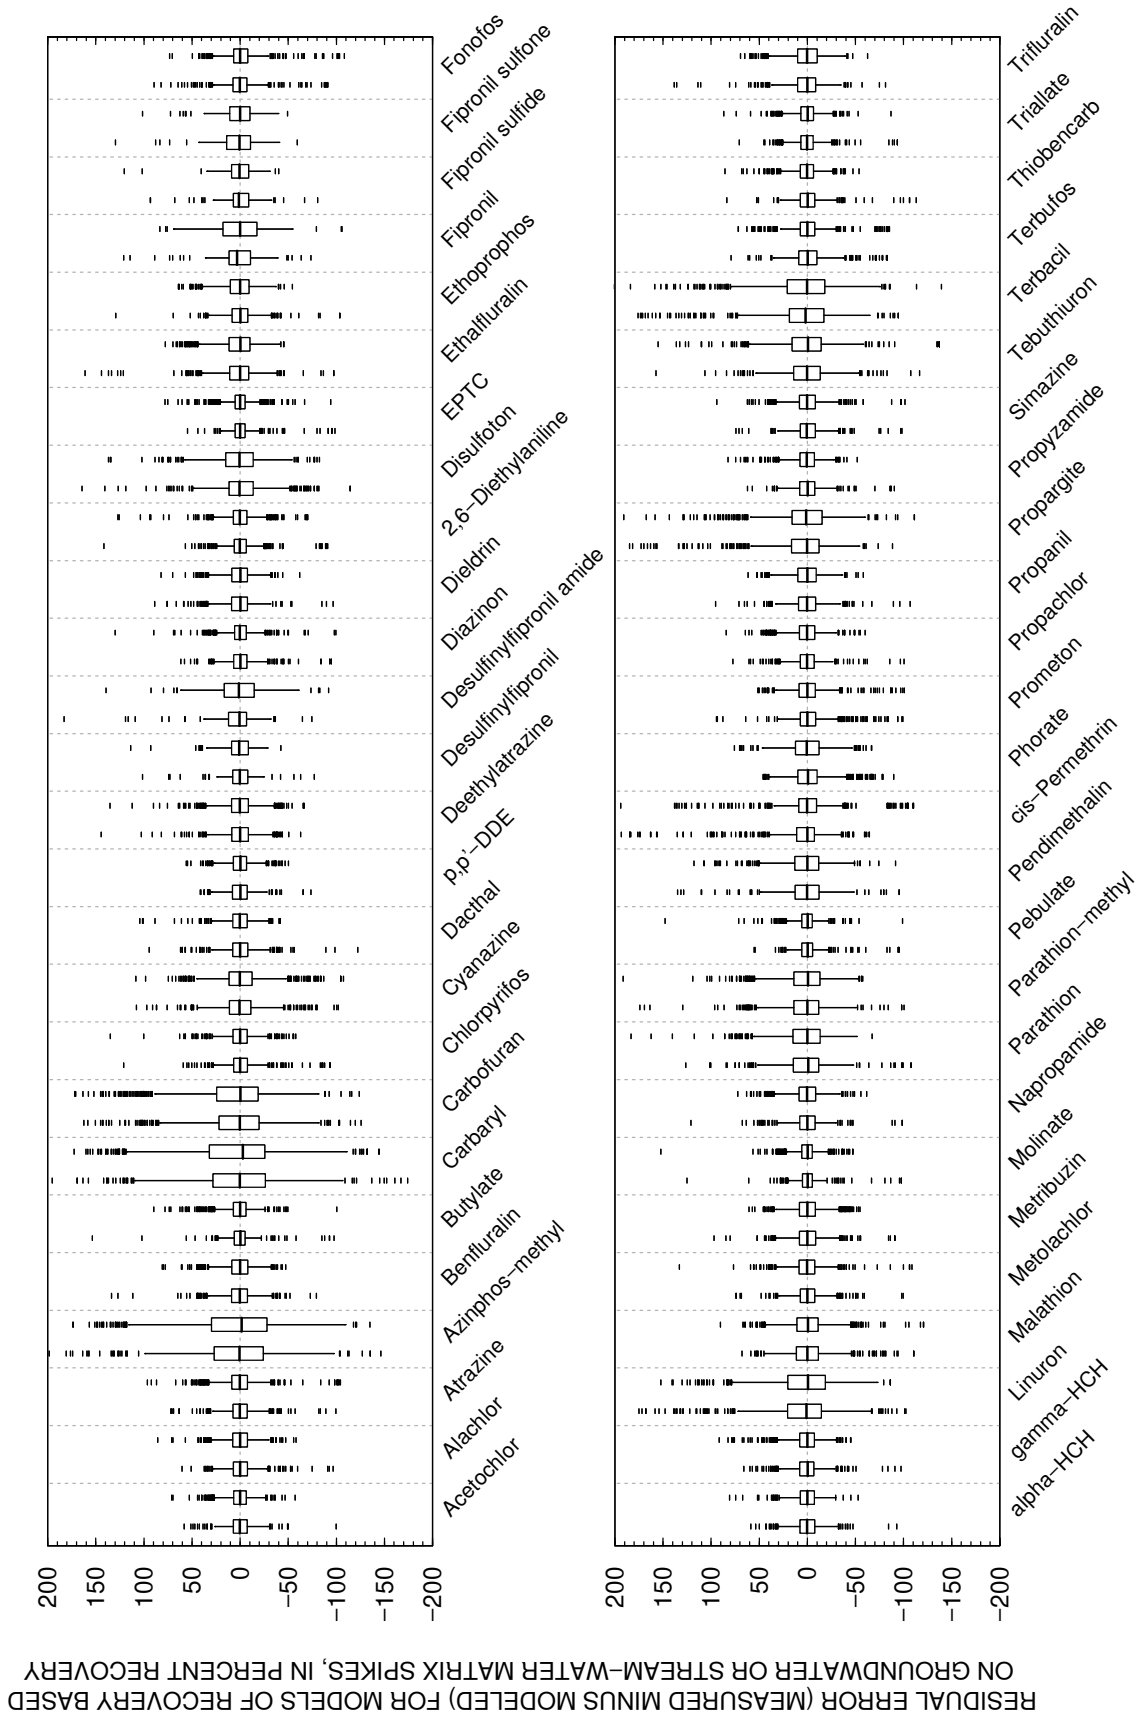 RESIDUAL ERROR (MEASURED MINUS MODELED) FOR MODELS OF RECOVERY BASED
ON GROUNDWATER OR STREAM−WATER MATRIX SPIKES, IN PERCENT RECOVERY
200
150
100
50
0
−50
−100
−150
−200
Acetochlor
Alachlor
Atrazine
Azinphos−methyl
Benfluralin
Butylate
Carbaryl
Carbofuran
Chlorpyrifos
Cyanazine
Dacthal
p,p'−DDE
Deethylatrazine
Desulfinylfipronil
Desulfinylfipronil amide
Diazinon
Dieldrin
2,6−Diethylaniline
Disulfoton
EPTC
Ethalfluralin
Ethoprophos
Fipronil
Fipronil sulfide
Fipronil sulfone
Fonofos
200
150
100
50
0
−50
−100
−150
−200
alpha−HCH
gamma−HCH
Linuron
Malathion
Metolachlor
Metribuzin
Molinate
Napropamide
Parathion
Parathion−methyl
Pebulate
Pendimethalin
cis−Permethrin
Phorate
Prometon
Propachlor
Propanil
Propargite
Propyzamide
Simazine
Tebuthiuron
Terbacil
Terbufos
Thiobencarb
Triallate
Trifluralin